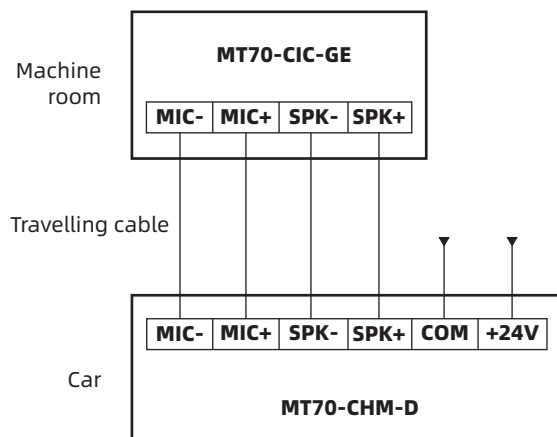 MT70-CIC-GE
Machine
room
MIC- MIC+ SPK- SPK+
Travelling cable
MIC- MIC+ SPK- SPK+ COM +24V
Car
MT70-CHM-D